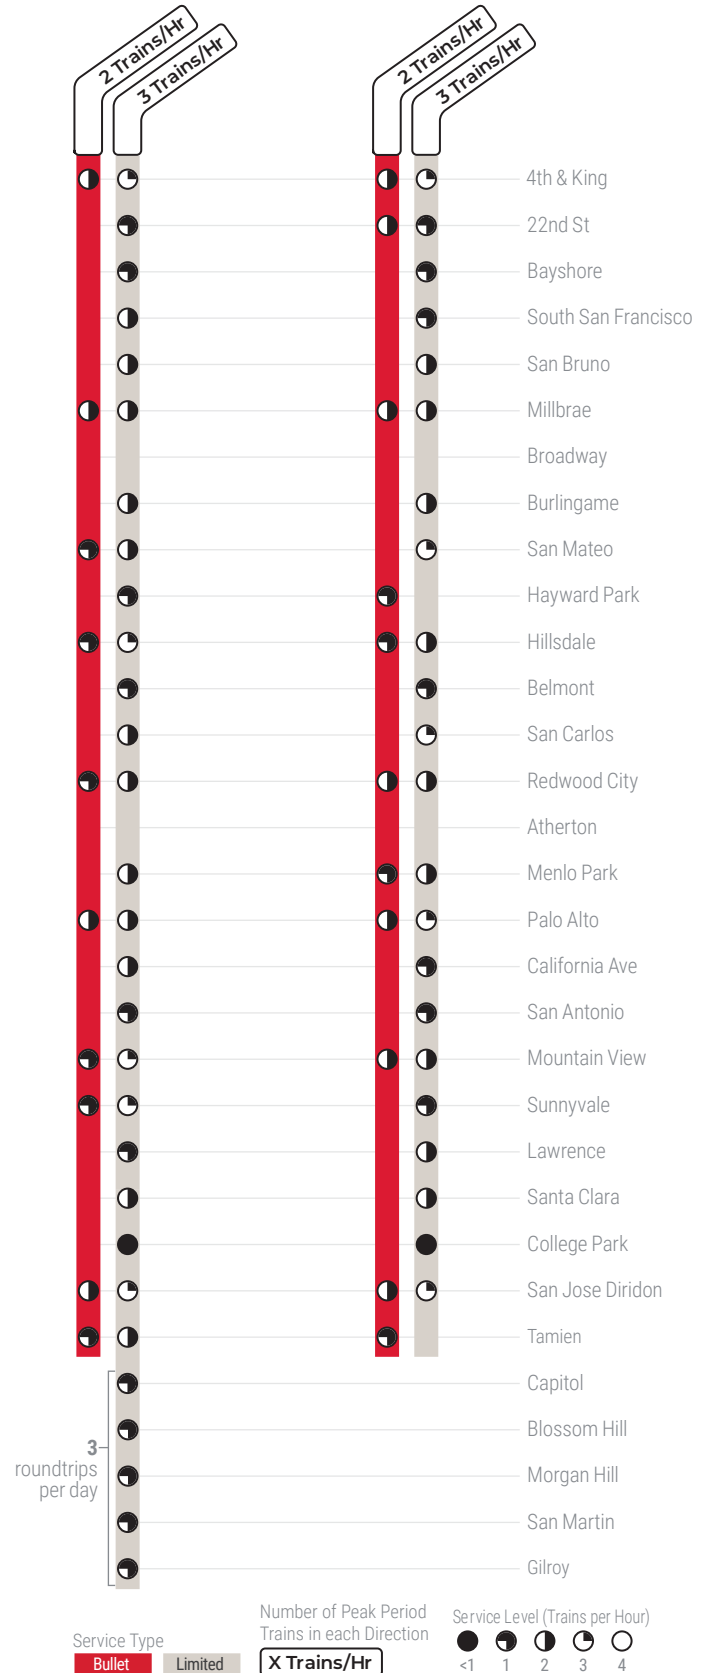 2 Trains/Hr
3 Trains/Hr
2 Trains/Hr
3 Trains/Hr
4th & King
22nd St
Bayshore
South San Francisco
San Bruno
Millbrae
Broadway
Burlingame
San Mateo
Hayward Park
Hillsdale
Belmont
San Carlos
Redwood City
Atherton
Menlo Park
Palo Alto
California Ave
San Antonio
Mountain View
Sunnyvale
Lawrence
Santa Clara
College Park
San Jose Diridon
Tamien
Capitol
Blossom Hill
Morgan Hill
San Martin
Gilroy
3
roundtrips
per day
Service Type
Bullet
Limited
Number of Peak Period
Trains in each Direction
X Trains/Hr
Service Level (Trains per Hour)
<1 1 2 3 4